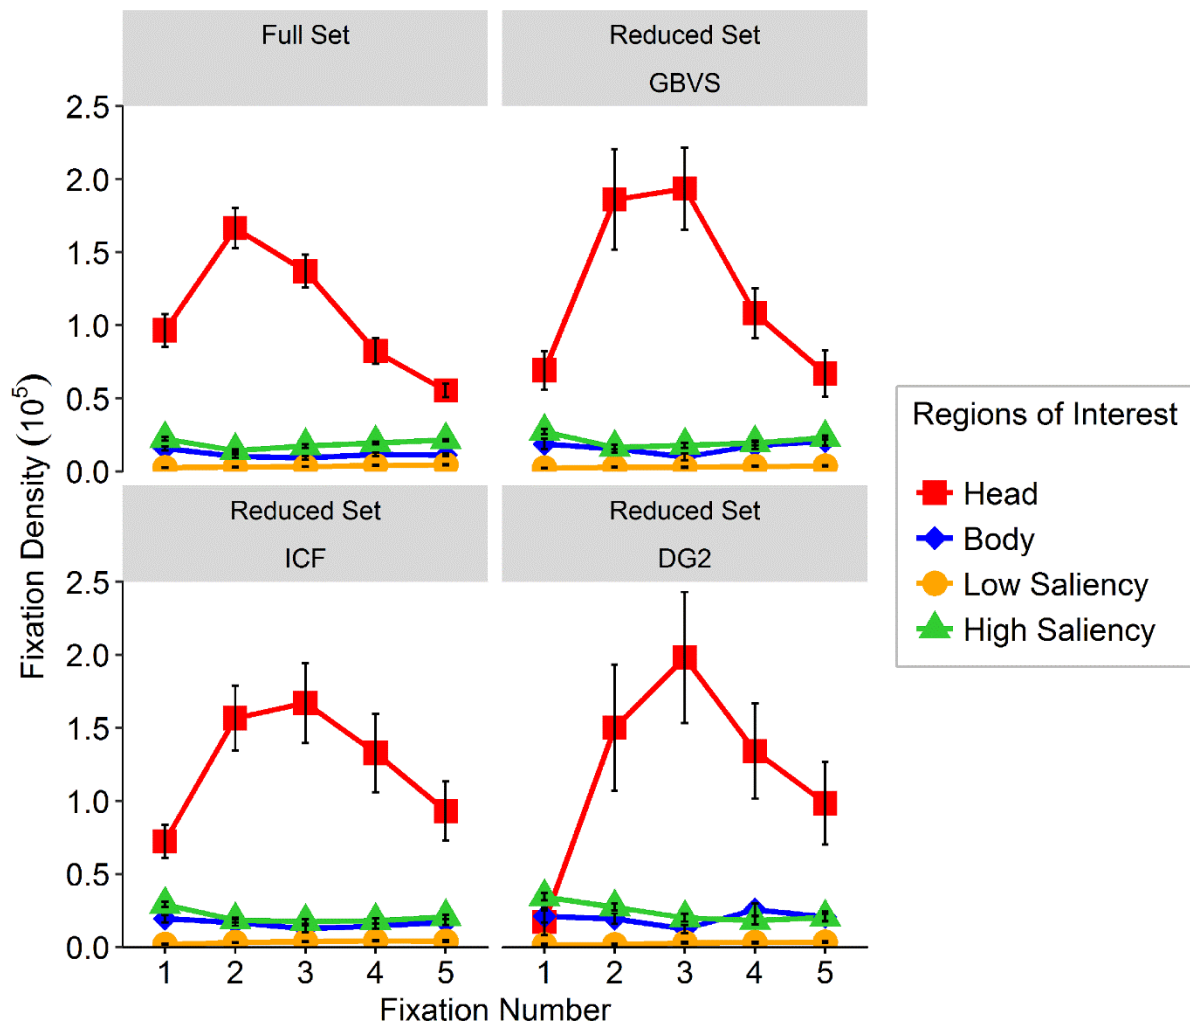 Full Set
Reduced Set
GBVS
2.5
2.0
1.5
1.0
0.5
0.0
Reduced Set
ICF
Reduced Set
DG2
2.5
2.0
1.5
1.0
0.5
0.0
1 2 3 4 5
1 2 3 4 5
Fixation Number
Fixation Density (10⁵)
Regions of Interest
Head
Body
Low Saliency
High Saliency